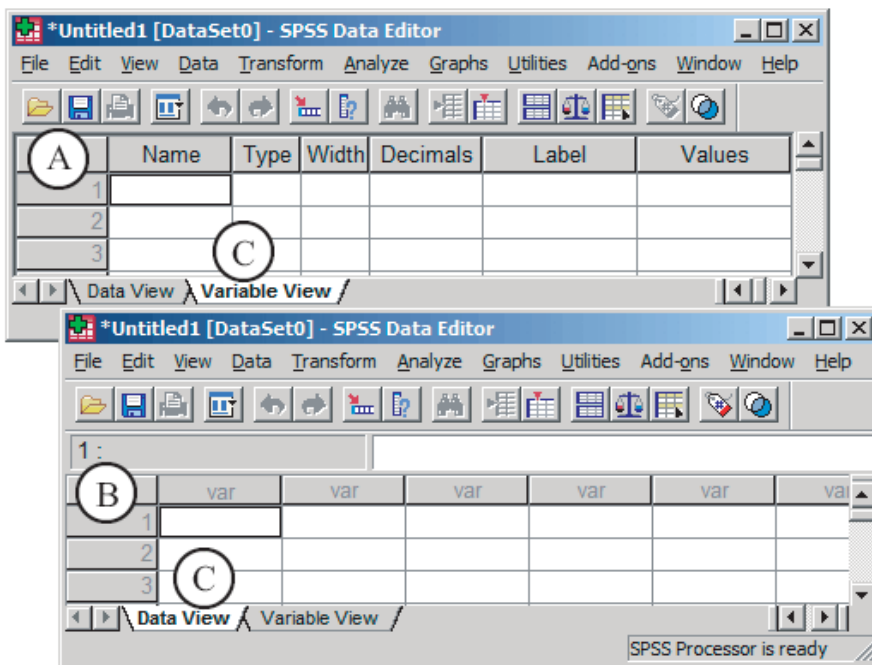 *Untitled1 [DataSet0] - SPSS Data Editor
File Edit View Data Transform Analyze Graphs Utilities Add-ons Window Help
A Name Type Width Decimals Label Values
1
2
3
C
Data View Variable View
*Untitled1 [DataSet0] - SPSS Data Editor
File Edit View Data Transform Analyze Graphs Utilities Add-ons Window Help
1 :
B var var var var var var
1
2
3
C
Data View Variable View
SPSS Processor is ready